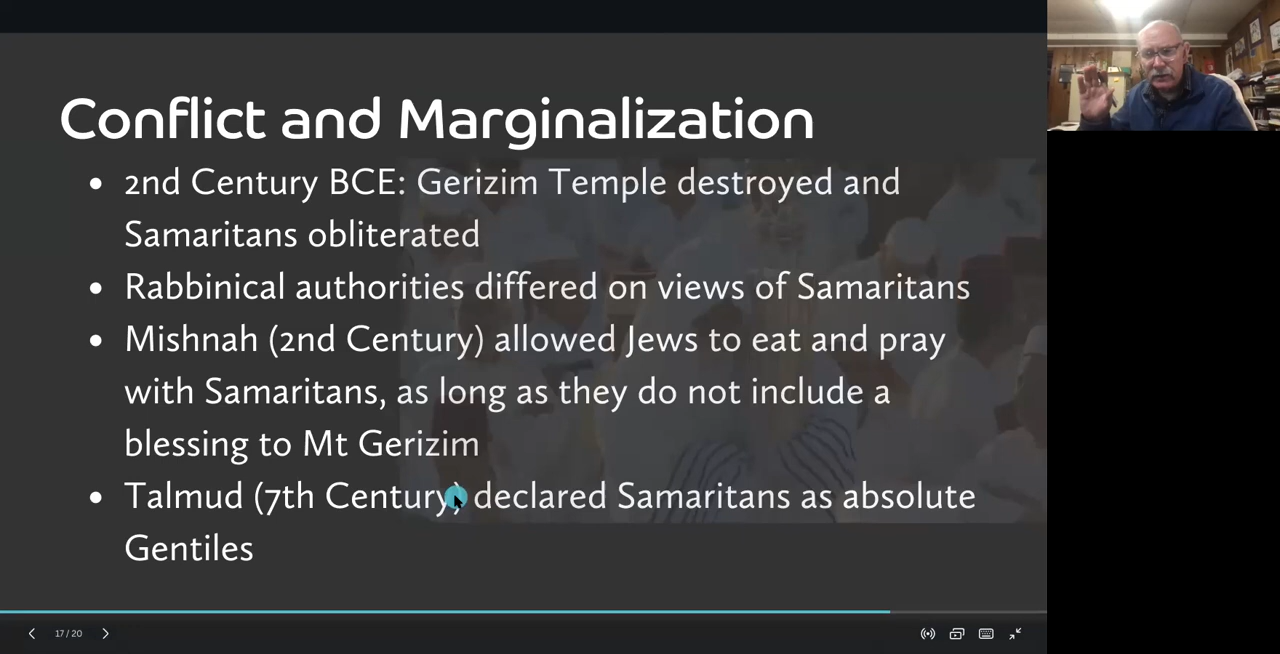 Conflict and Marginalization
• 2nd Century BCE: Gerizim Temple destroyed and
Samaritans obliterated
• Rabbinical authorities differed on views of Samaritans
• Mishnah (2nd Century) allowed Jews to eat and pray
with Samaritans, as long as they do not include a
blessing to Mt Gerizim
• Talmud (7th Century) declared Samaritans as absolute
Gentiles
17 / 20